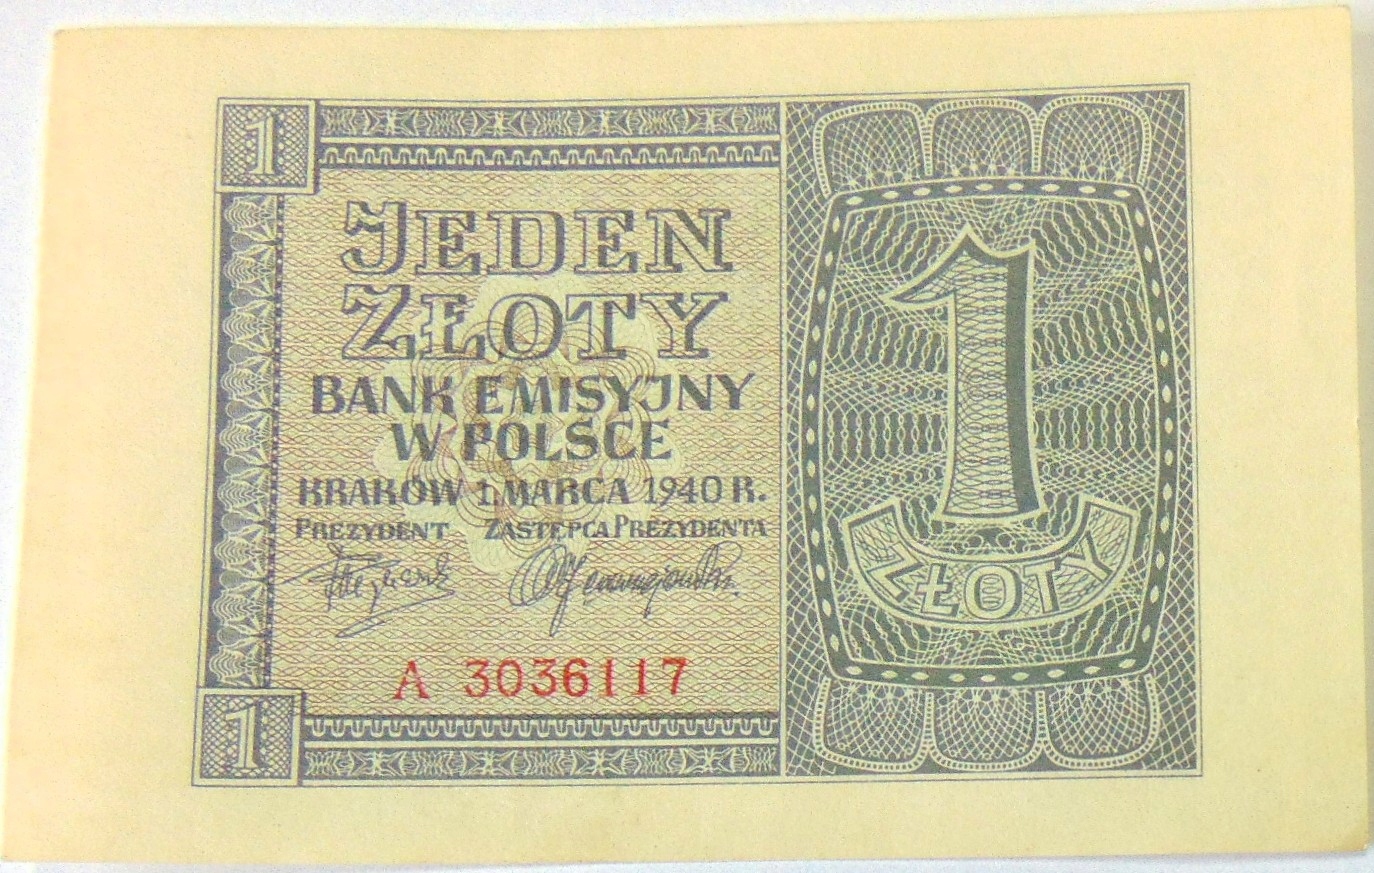 1
JEDEN
ZŁOTY
BANK EMISYJNY
W POLSCE
KRAKÓW 1. MARCA 1940 R.
PREZYDENT ZASTĘPCA PREZYDENTA
A 3036117
1
1
ZŁOTY